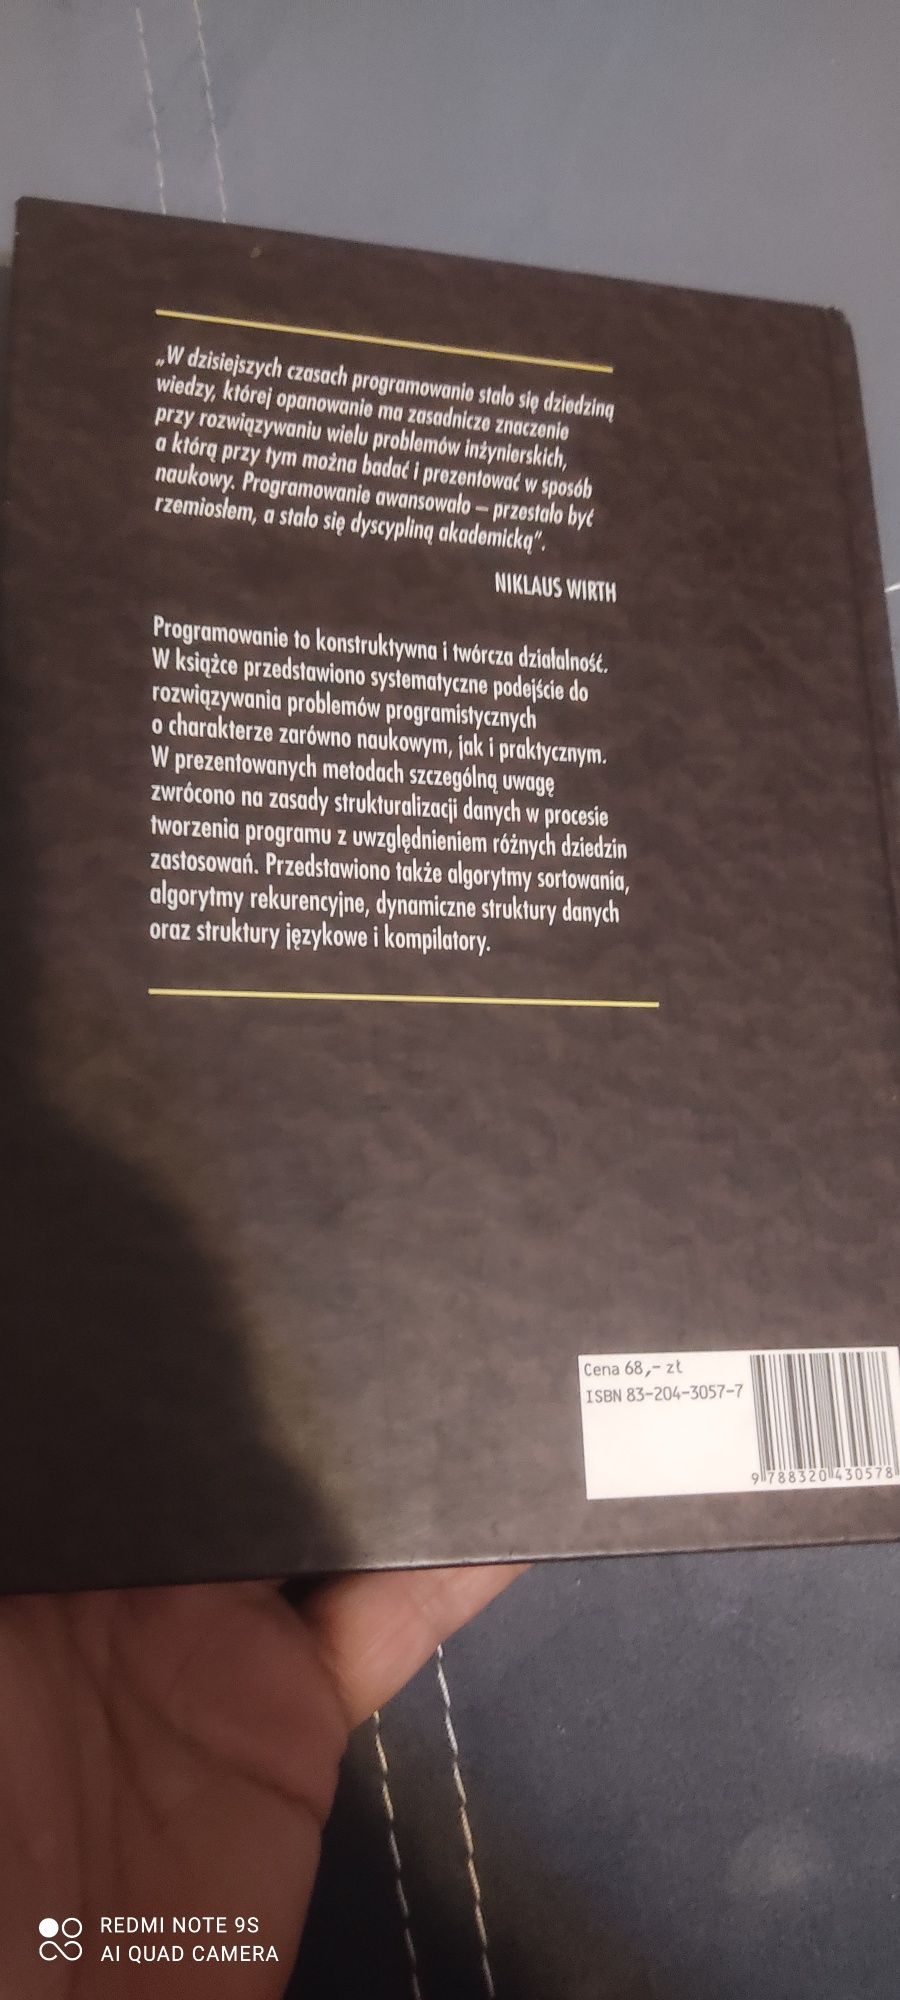 „W dzisiejszych czasach programowanie stało się dziedziną
wiedzy, której opanowanie ma zasadnicze znaczenie
przy rozwiązywaniu wielu problemów inżynierskich,
a którą przy tym można badać i prezentować w sposób
naukowy. Programowanie awansowało – przestało być
rzemiosłem, a stało się dyscypliną akademicką”.
NIKLAUS WIRTH
Programowanie to konstruktywna i twórcza działalność.
W książce przedstawiono systematyczne podejście do
rozwiązywania problemów programistycznych
o charakterze zarówno naukowym, jak i praktycznym.
W prezentowanych metodach szczególną uwagę
zwrócono na zasady strukturalizacji danych w procesie
tworzenia programu z uwzględnieniem różnych dziedzin
zastosowań. Przedstawiono także algorytmy sortowania,
algorytmy rekurencyjne, dynamiczne struktury danych
oraz struktury językowe i kompilatory.
Cena 68,- zł
ISBN 83-204-3057-7
9 788320 430578
REDMI NOTE 9S
AI QUAD CAMERA